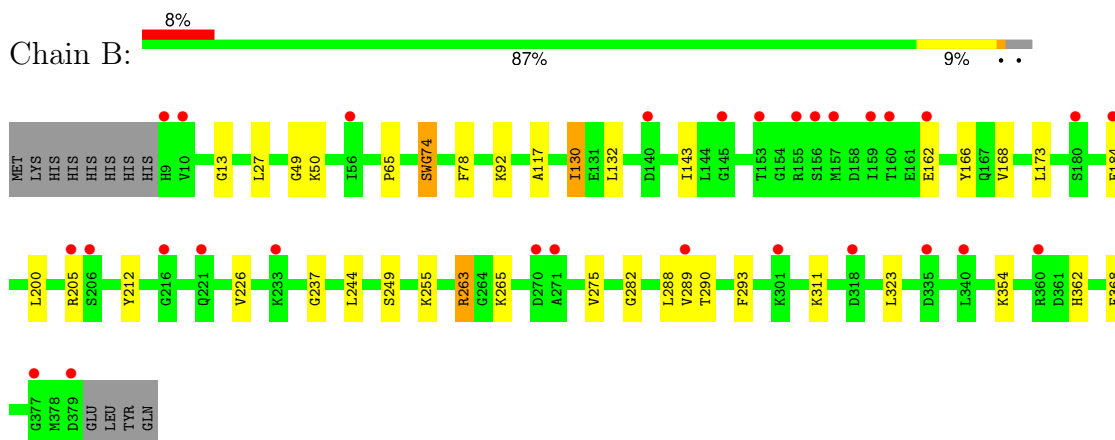 8%
Chain B:
87% 9% • •
MET LYS HIS HIS HIS HIS HIS HIS H9 V10 G13 L27 G49 K50 I56 P65 SWG74 F78 K92 A117 I130 E131 L132 D140 I143 L144 G145 T153 G154 R155 S156 M157 D158 I159 T160 E161 E162 Y166 Q167 V168 L173 S180 E184
L200 R205 S206 Y212 G216 Q221 V226 K233 G237 L244 S249 K255 R263 G264 K265 D270 A271 V275 G282 L288 V289 T290 F293 K301 K311 D318 L323 D335 L340 K354 R360 D361 H362 E368
G377 M378 D379 GLU LEU TYR GLN